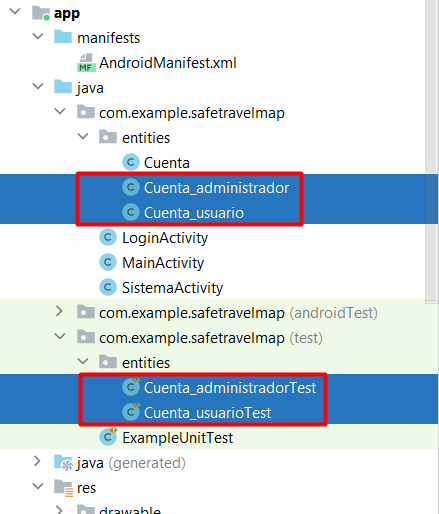 app
manifests
MF AndroidManifest.xml
java
com.example.safetravelmap
entities
C Cuenta
C Cuenta_administrador
C Cuenta_usuario
C LoginActivity
C MainActivity
C SistemaActivity
com.example.safetravelmap (androidTest)
com.example.safetravelmap (test)
entities
C Cuenta_administradorTest
C Cuenta_usuarioTest
C ExampleUnitTest
java (generated)
res
drawable